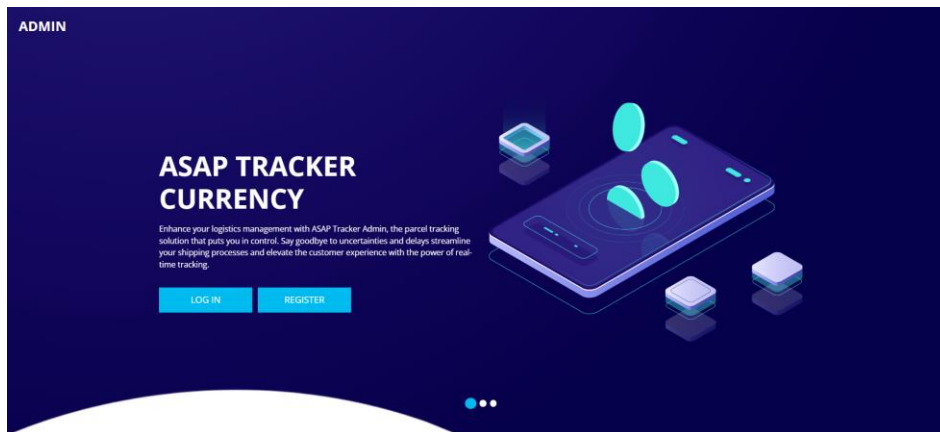 ADMIN
ASAP TRACKER
CURRENCY
Enhance your logistics management with ASAP Tracker Admin, the parcel tracking
solution that puts you in control. Say goodbye to uncertainties and delays streamline
your shipping processes and elevate the customer experience with the power of real-
time tracking.
LOG IN
REGISTER